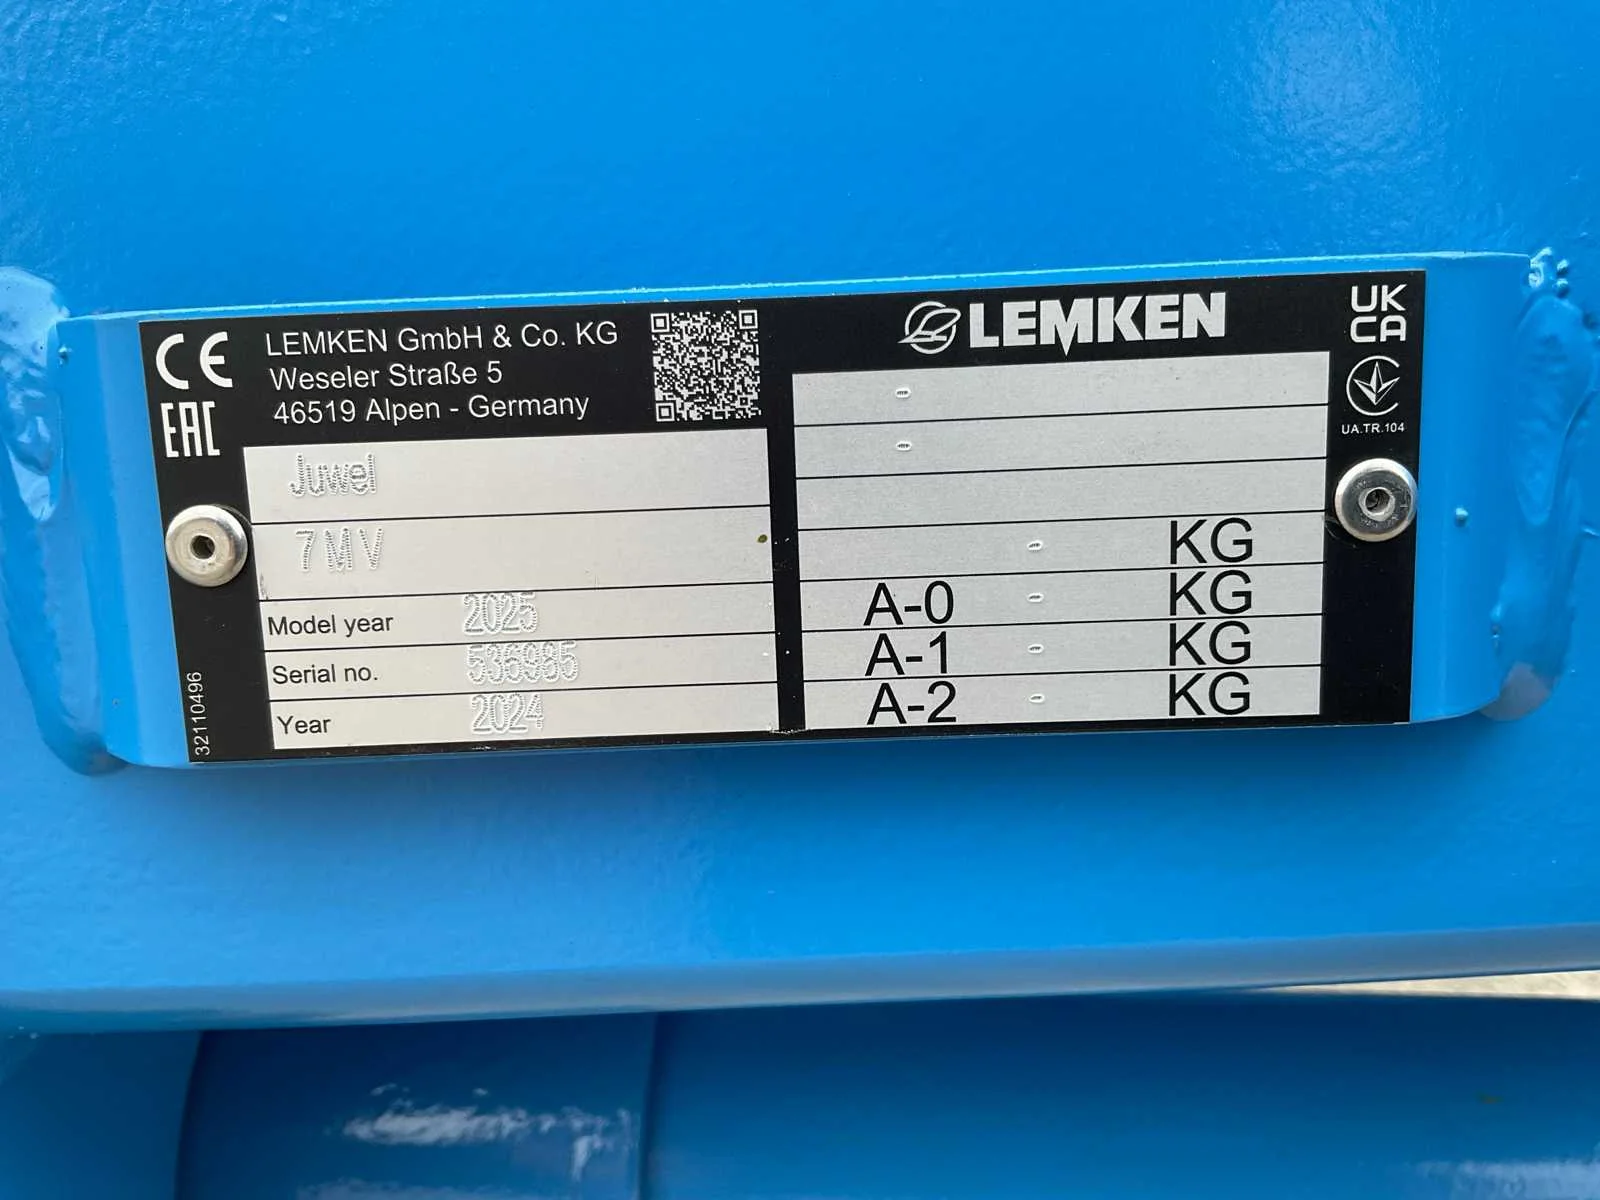 CE
EAC
LEMKEN GmbH & Co. KG
Weseler Straße 5
46519 Alpen - Germany
Juwel
7 M V
Model year 2025
Serial no. 536985
Year 2024
32110496
LEMKEN
-
-
- KG
A-0 - KG
A-1 - KG
A-2 - KG
UK
CA
UA.TR.104